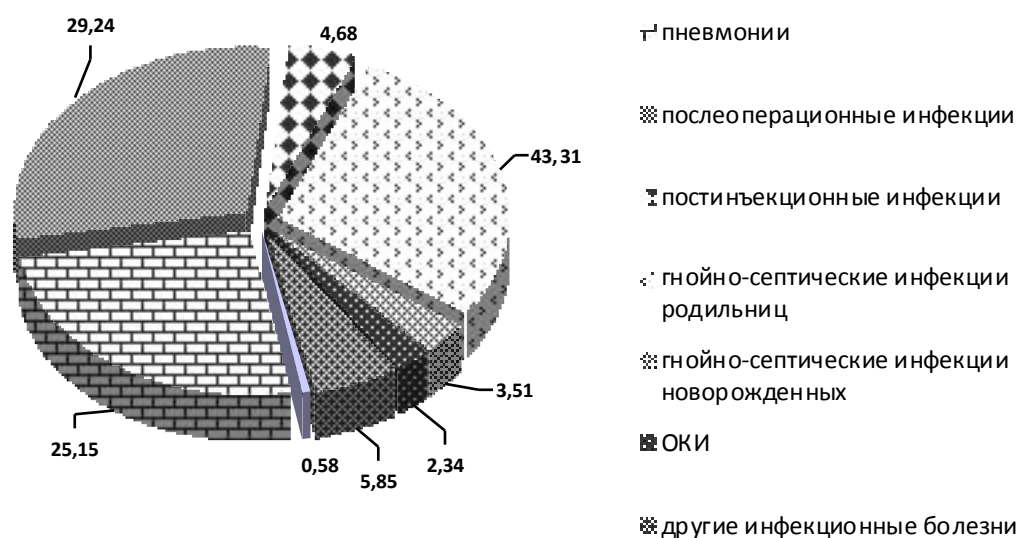 29,24
4,68
43,31
3,51
2,34
5,85
0,58
25,15
пневмонии
послеоперационные инфекции
постинъекционные инфекции
гнойно-септические инфекции
родильниц
гнойно-септические инфекции
новорожденных
ОКИ
другие инфекционные болезни